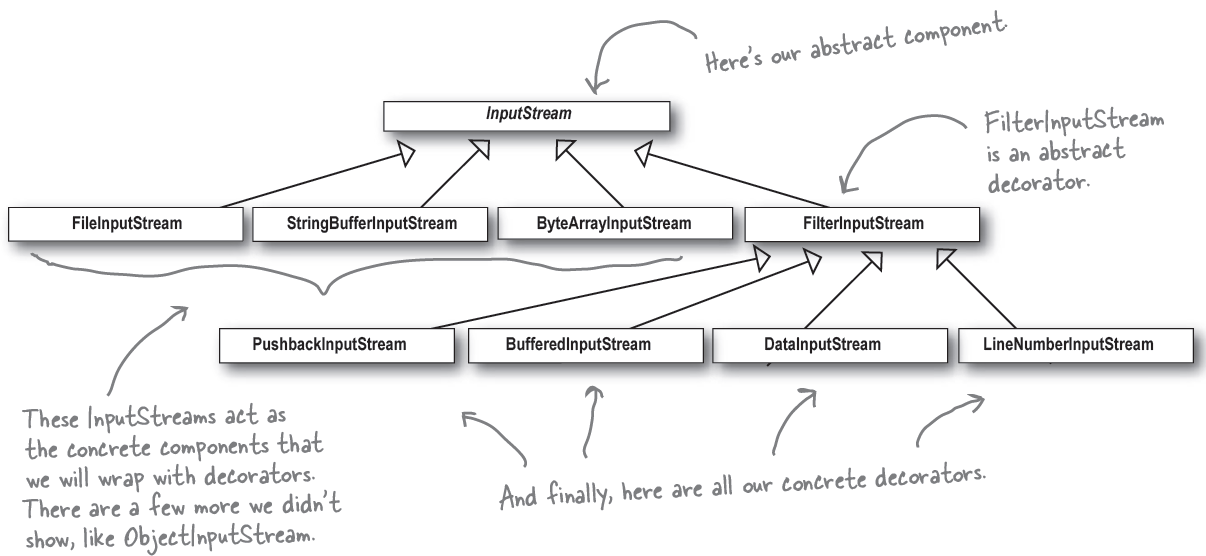 Here's our abstract component.
InputStream
FilterInputStream
is an abstract
decorator.
FileInputStream
StringBufferInputStream
ByteArrayInputStream
FilterInputStream
PushbackInputStream
BufferedInputStream
DataInputStream
LineNumberInputStream
These InputStreams act as
the concrete components that
we will wrap with decorators.
There are a few more we didn't
show, like ObjectInputStream.
And finally, here are all our concrete decorators.